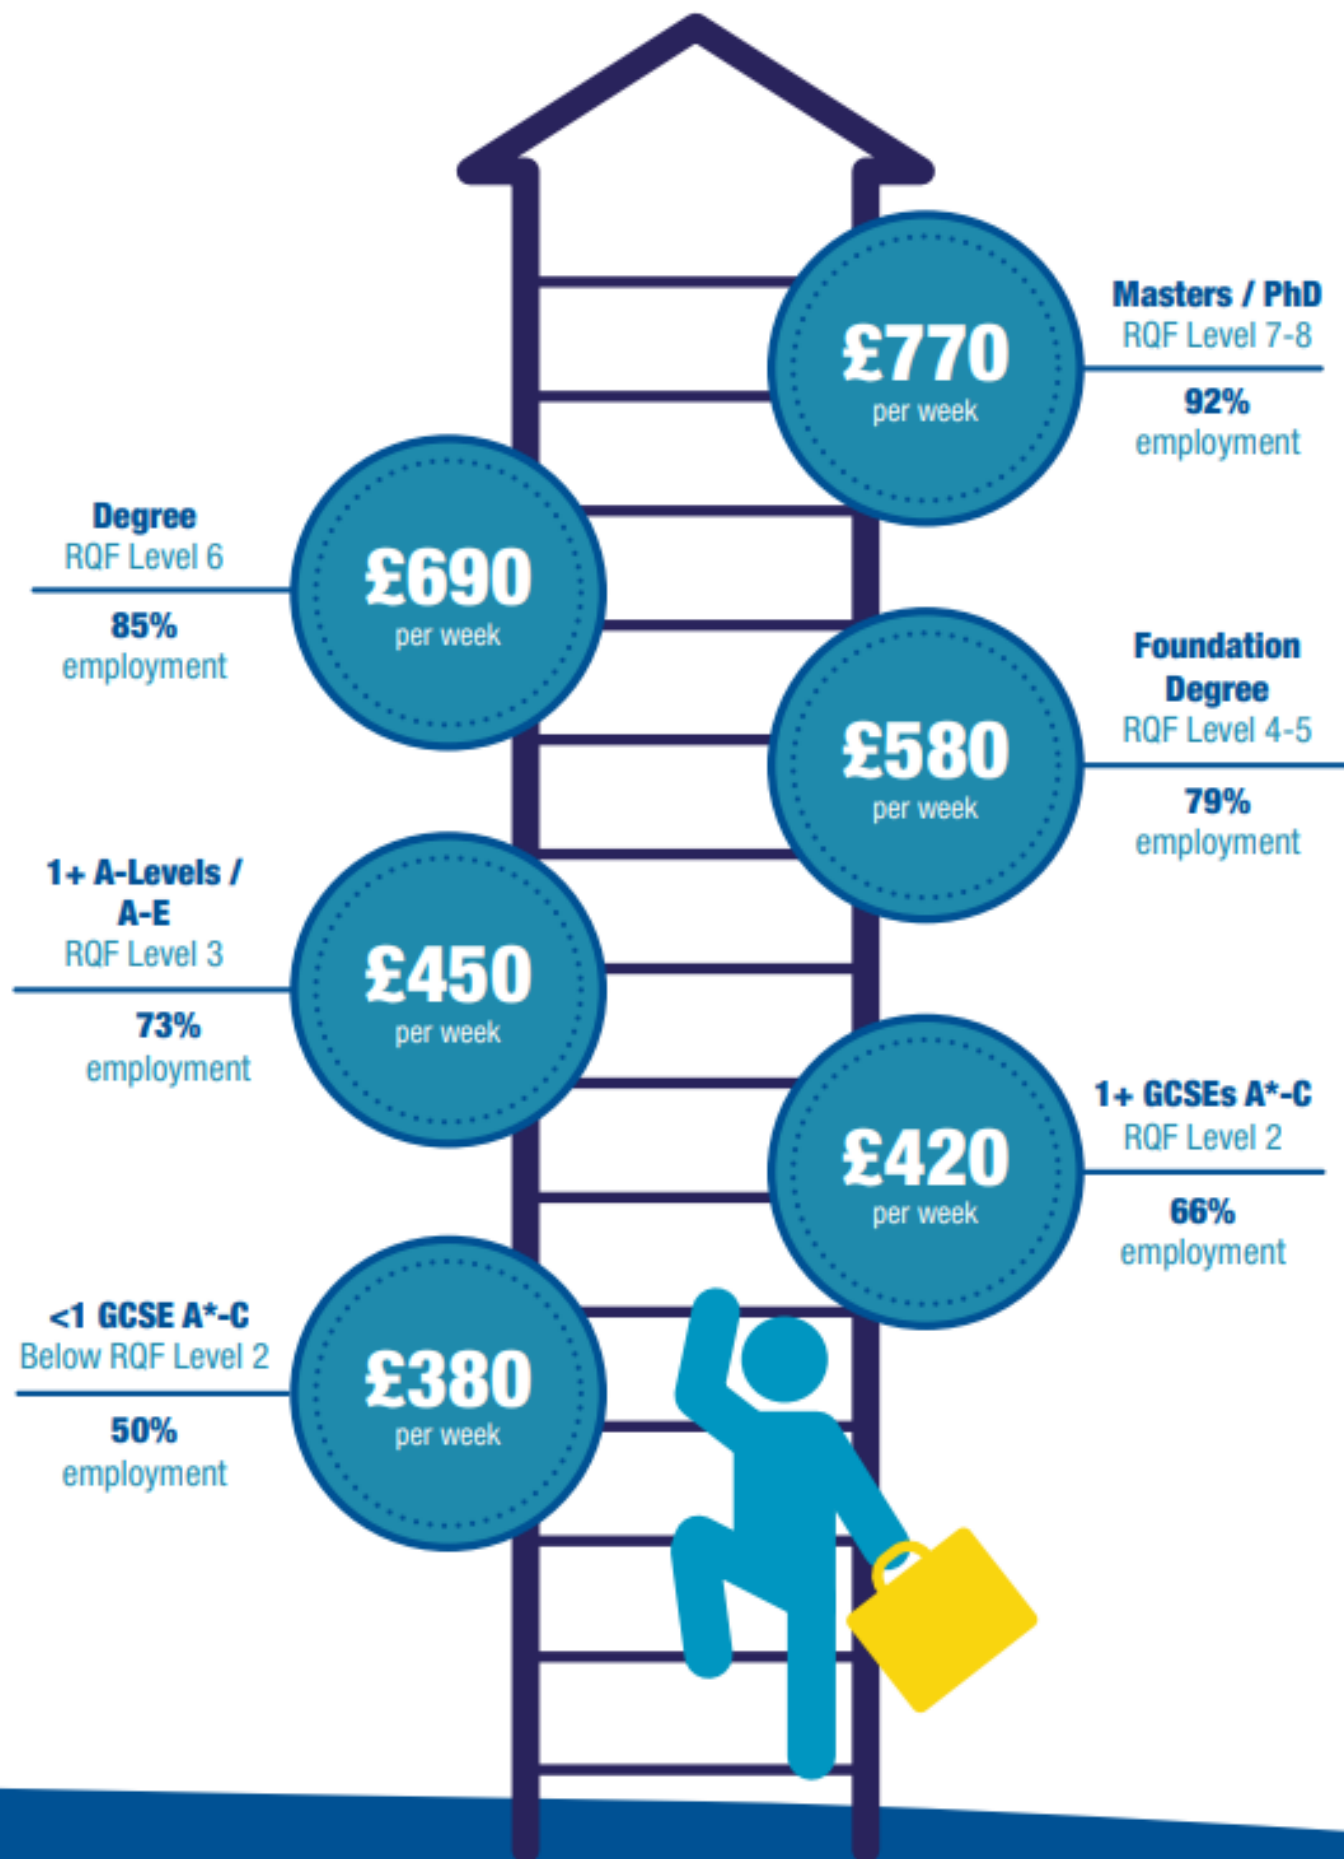 £770
per week
Masters / PhD
RQF Level 7-8
92%
employment
Degree
RQF Level 6
85%
employment
£690
per week
£580
per week
Foundation
Degree
RQF Level 4-5
79%
employment
1+ A-Levels /
A-E
RQF Level 3
73%
employment
£450
per week
£420
per week
1+ GCSEs A*-C
RQF Level 2
66%
employment
<1 GCSE A*-C
Below RQF Level 2
50%
employment
£380
per week